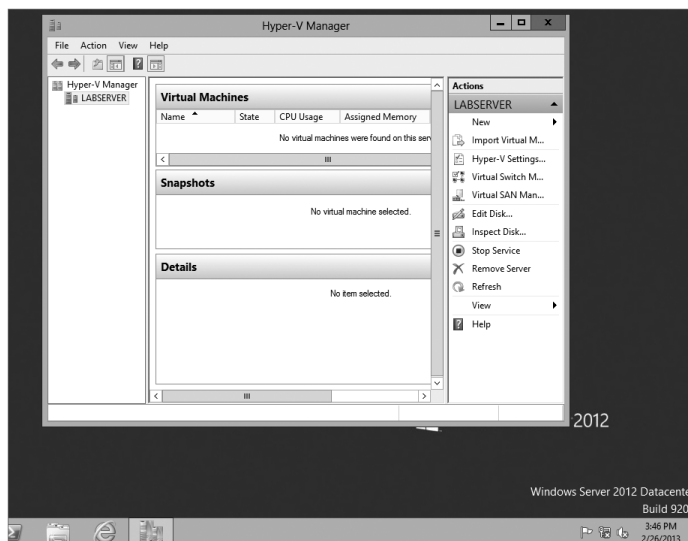 Hyper-V Manager
File Action View Help
Hyper-V Manager
LABSERVER
Virtual Machines
Name State CPU Usage Assigned Memory
No virtual machines were found on this serv
Snapshots
No virtual machine selected.
Details
No item selected.
Actions
LABSERVER
New
Import Virtual M...
Hyper-V Settings...
Virtual Switch M...
Virtual SAN Man...
Edit Disk...
Inspect Disk...
Stop Service
Remove Server
Refresh
View
Help
2012
Windows Server 2012 Datacente
Build 920
3:46 PM
2/26/2013